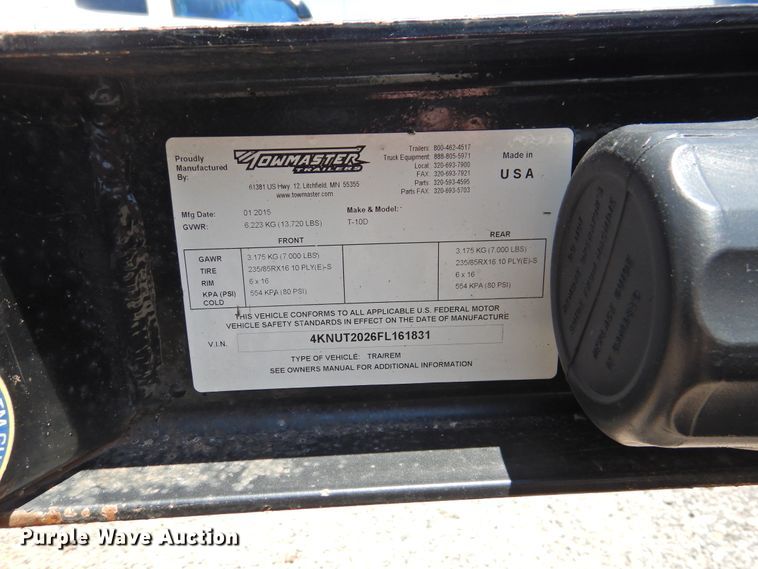 Proudly Manufactured By:
TOWMASTER
TRAILERS
61381 US Hwy. 12, Litchfield, MN 55355
www.towmaster.com
Trailers: 800-462-4517
Truck Equipment: 888-805-5971
Local: 320-693-7900
FAX: 320-693-7921
Parts: 320-593-4595
Parts FAX: 320-693-5703
Made in
USA
Mfg Date: 01 2015 Make & Model:
GVWR: 6,223 KG (13,720 LBS) T-10D
FRONT REAR
GAWR 3,175 KG (7,000 LBS) 3,175 KG (7,000 LBS)
TIRE 235/85RX16 10 PLY(E)-S 235/85RX16 10 PLY(E)-S
RIM 6 x 16 6 x 16
KPA (PSI) COLD 554 KPA (80 PSI) 554 KPA (80 PSI)
THIS VEHICLE CONFORMS TO ALL APPLICABLE U.S. FEDERAL MOTOR
VEHICLE SAFETY STANDARDS IN EFFECT ON THE DATE OF MANUFACTURE
V.I.N. 4KNUT2026FL161831
TYPE OF VEHICLE: TRA/REM
SEE OWNERS MANUAL FOR ADDITIONAL INFORMATION
Purple Wave Auction